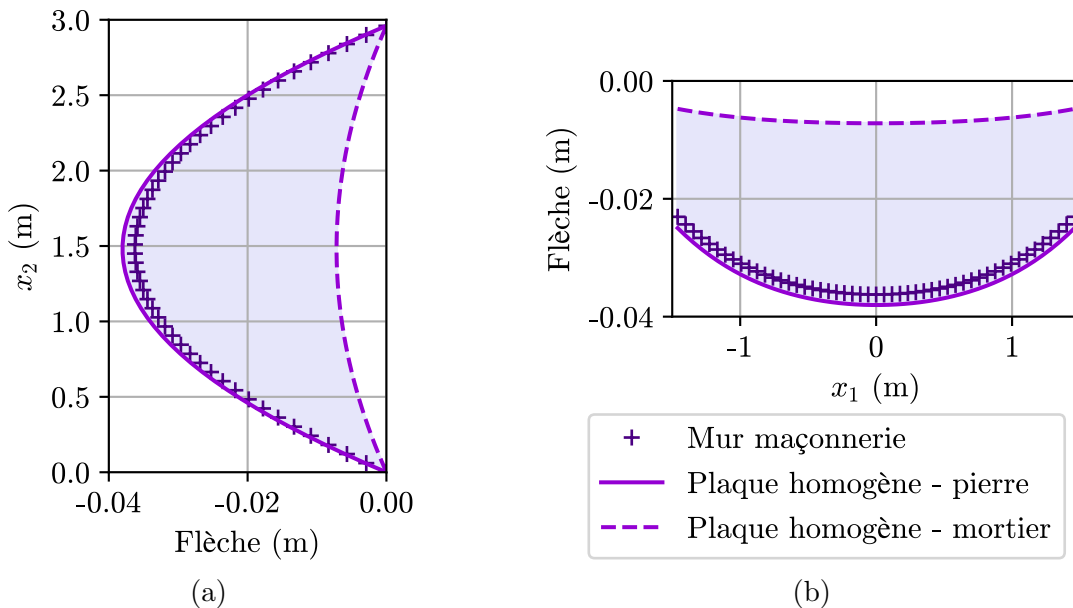 3.0
2.5
2.0
1.5
1.0
0.5
0.0
x₂ (m)
-0.04
-0.02
0.00
Flèche (m)
(a)
0.00
-0.02
-0.04
Flèche (m)
-1
0
1
x₁ (m)
Mur maçonnerie
Plaque homogène - pierre
Plaque homogène - mortier
(b)